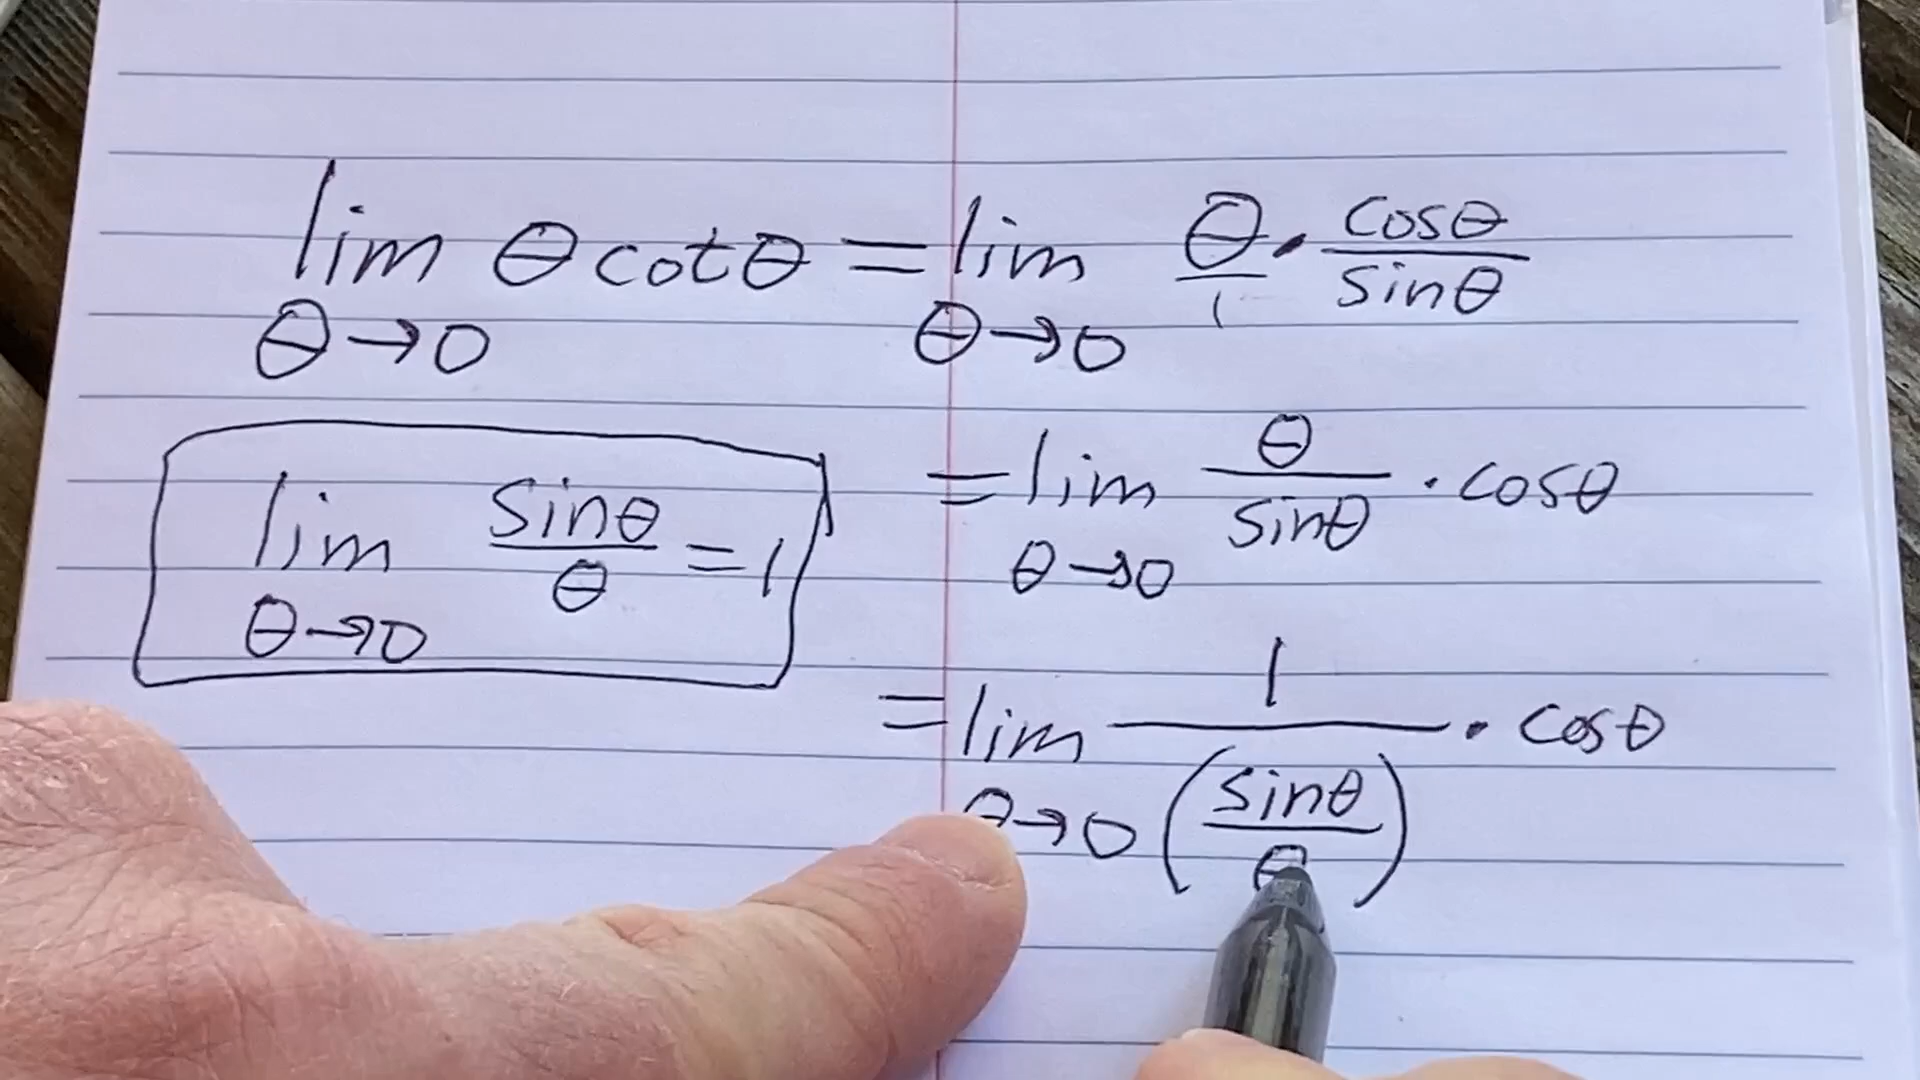 lim θ cot θ = lim θ/1 · cosθ/sinθ
θ→0 θ→0
= lim θ/sinθ · cosθ
θ→0
lim sinθ/θ = 1
θ→0
= lim 1/(sinθ/θ) · cosθ
θ→0